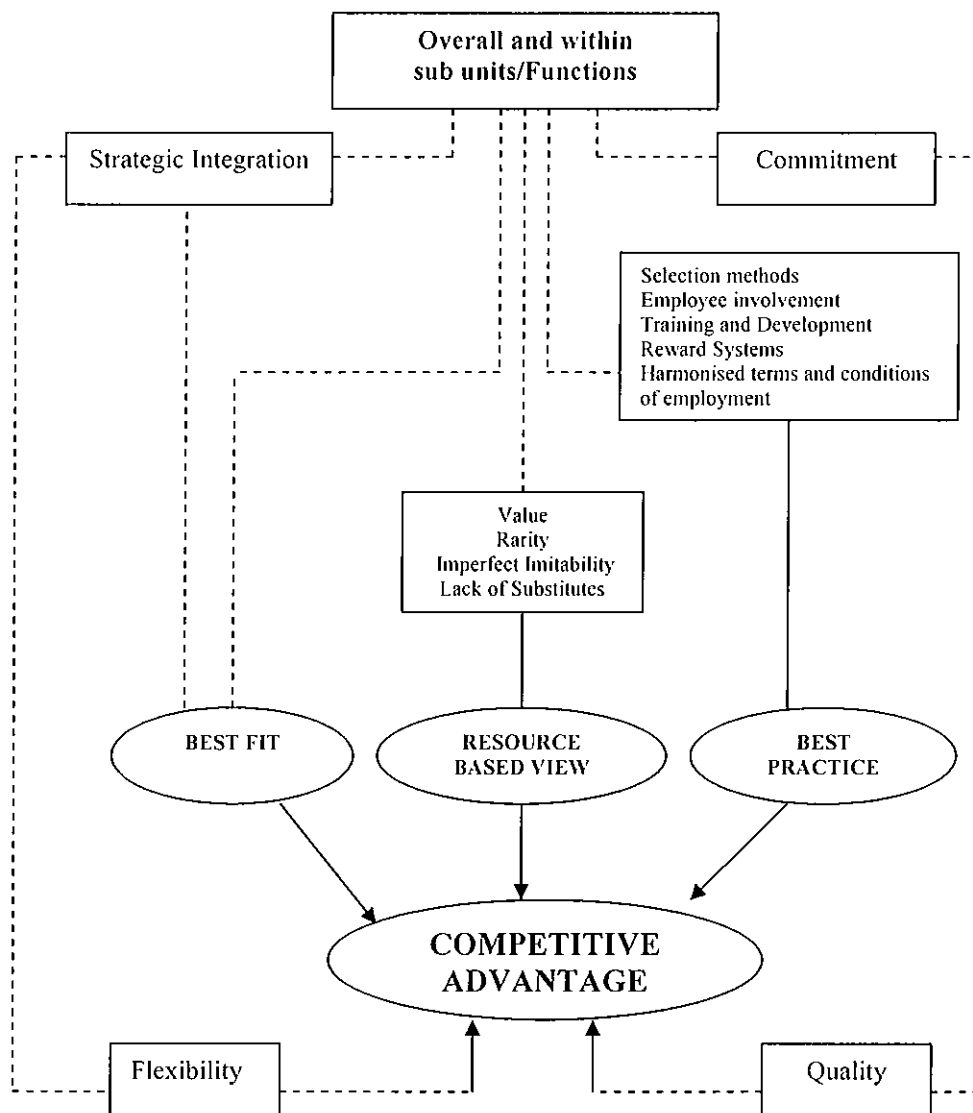 Overall and within
sub units/Functions
Strategic Integration
Commitment
Selection methods
Employee involvement
Training and Development
Reward Systems
Harmonised terms and conditions
of employment
Value
Rarity
Imperfect Imitability
Lack of Substitutes
BEST FIT
RESOURCE
BASED VIEW
BEST
PRACTICE
COMPETITIVE
ADVANTAGE
Flexibility
Quality